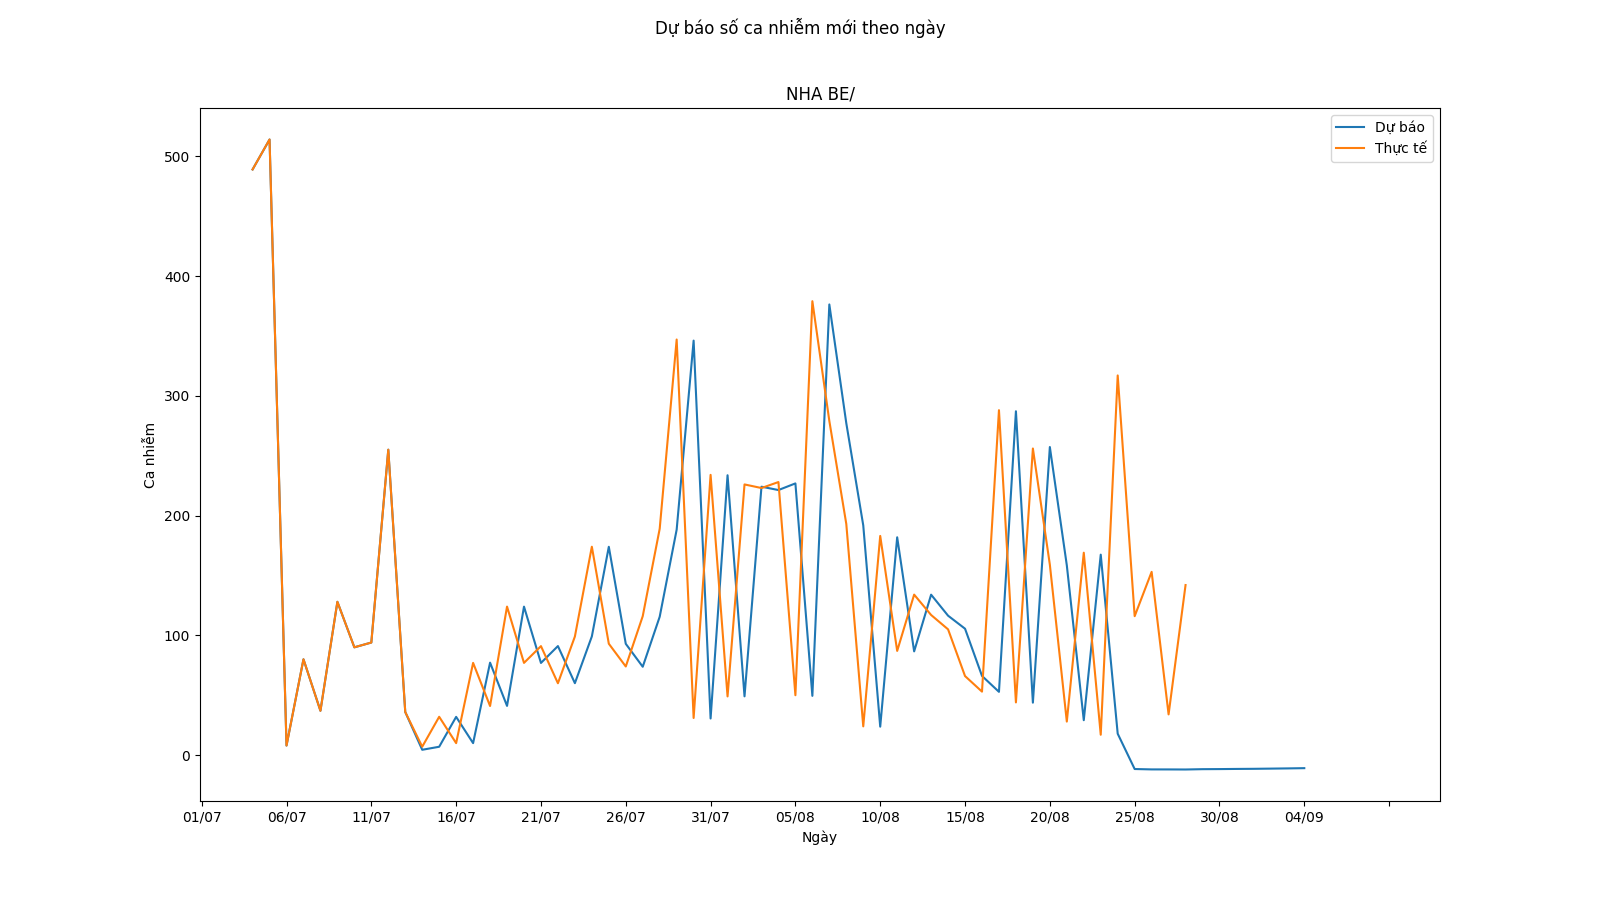 Dự báo số ca nhiễm mới theo ngày
NHA BE/
Dự báo
Thực tế
500
400
300
200
100
0
Ca nhiễm
01/07 06/07 11/07 16/07 21/07 26/07 31/07 05/08 10/08 15/08 20/08 25/08 30/08 04/09
Ngày